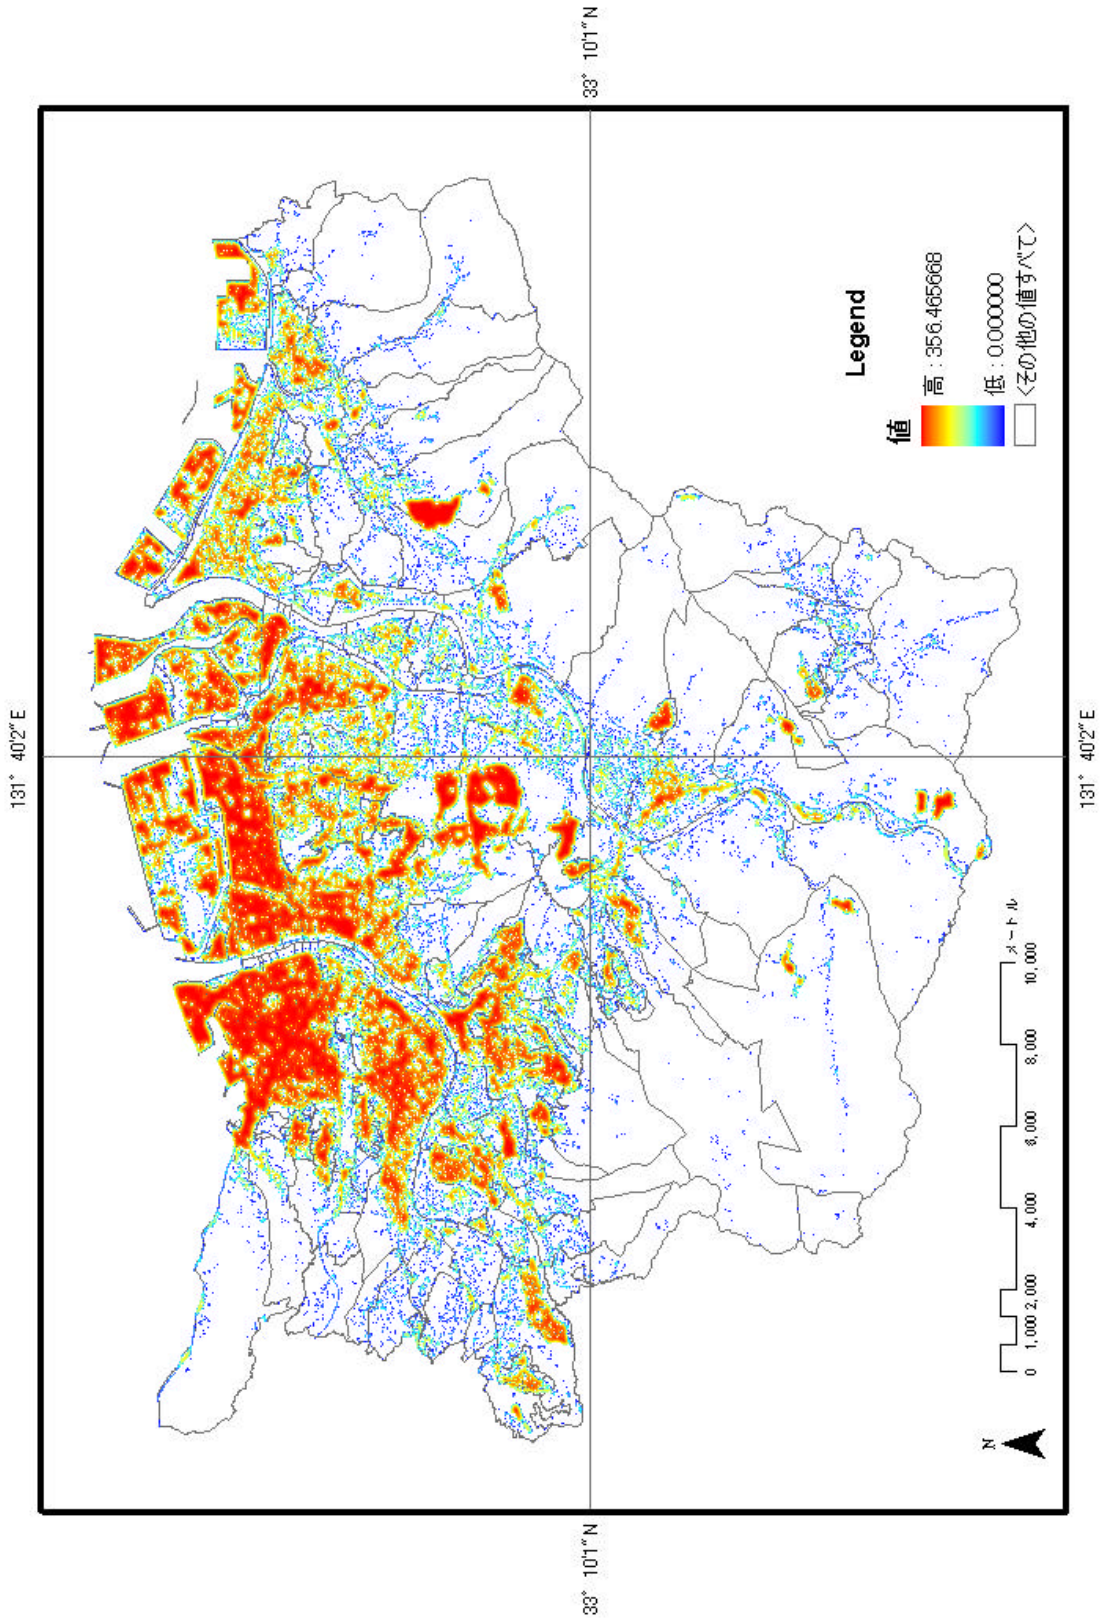 131° 40'2" E
33° 10'1" N
33° 10'1" N
Legend
値
高 : 356.465668
低 : 0.000000
<その他の値すべて>
N
0 1,000 2,000 4,000 6,000 8,000 10,000
メートル
131° 40'2" E